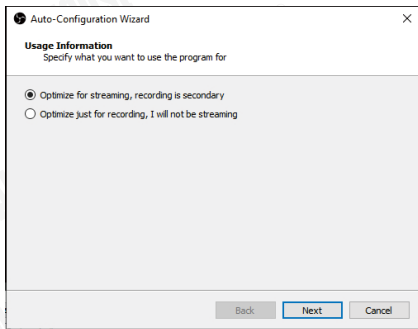 Auto-Configuration Wizard
Usage Information
Specify what you want to use the program for
Optimize for streaming, recording is secondary
Optimize just for recording, I will not be streaming
Back Next Cancel